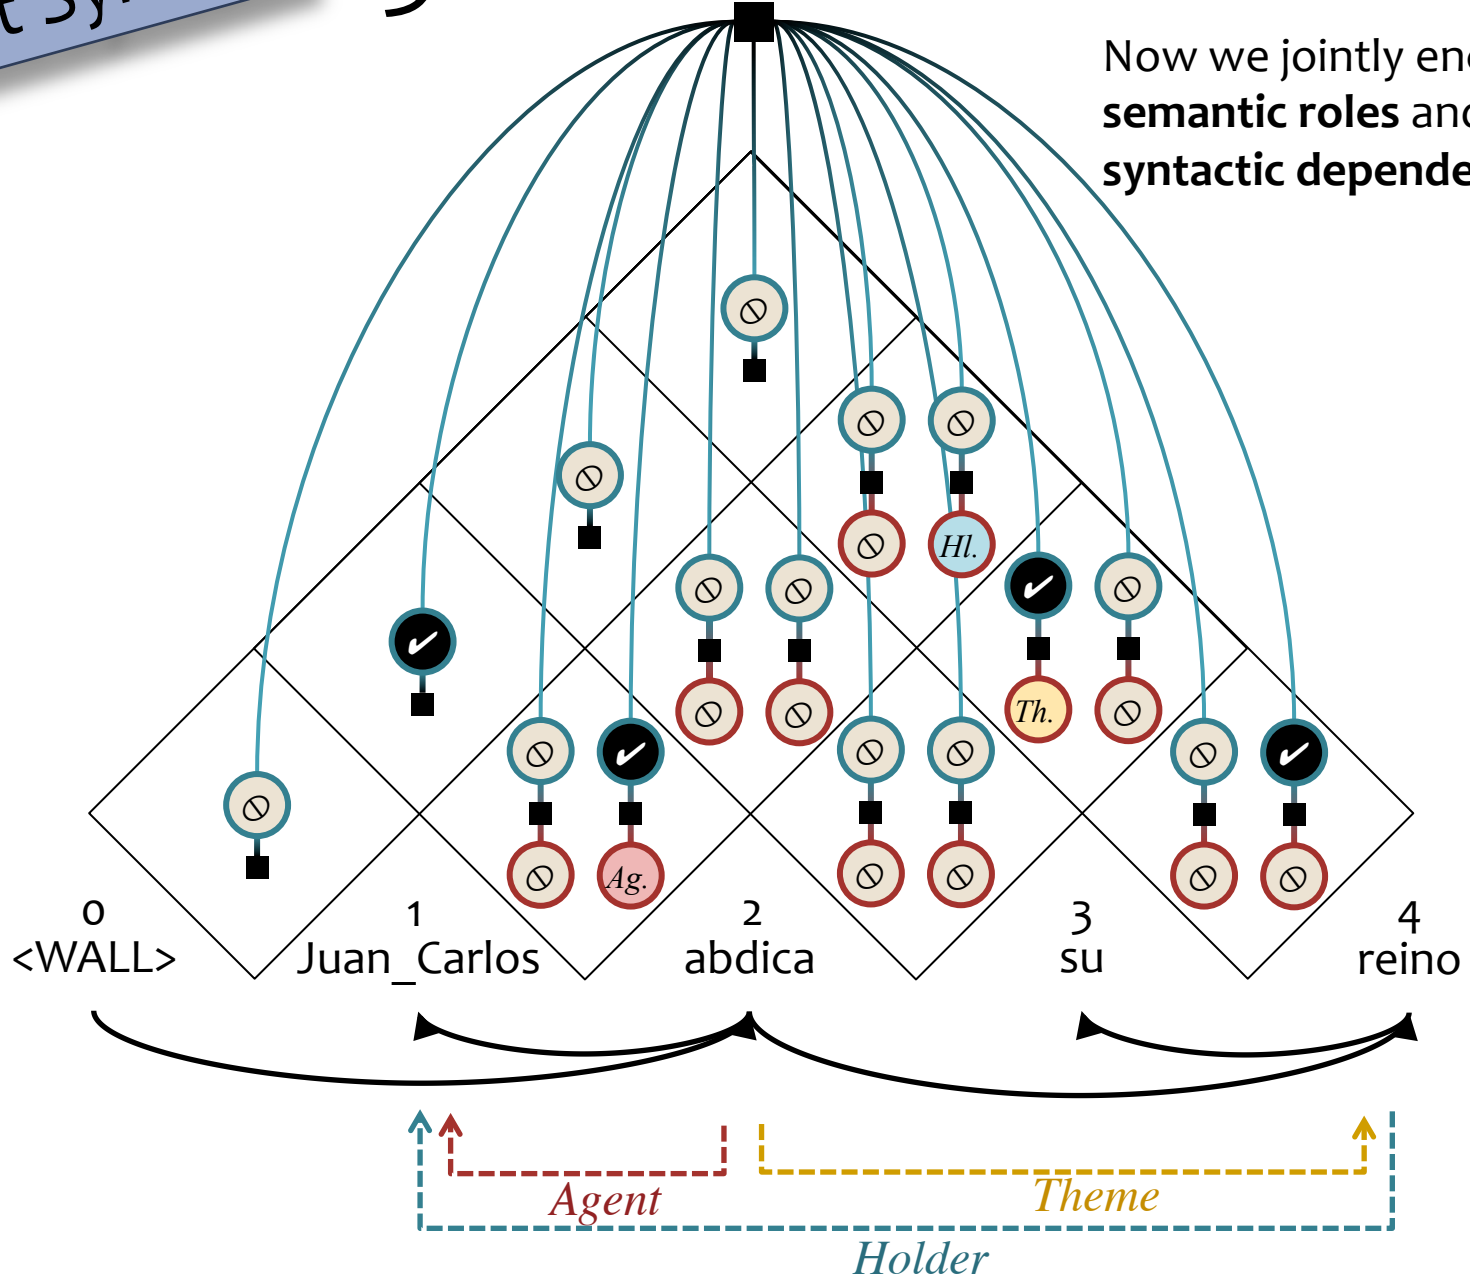 Now we jointly en
semantic roles and
syntactic depende
Hl.
Th.
Ag.
0 1 2 3 4
<WALL> Juan_Carlos abdica su reino
Agent Theme
Holder